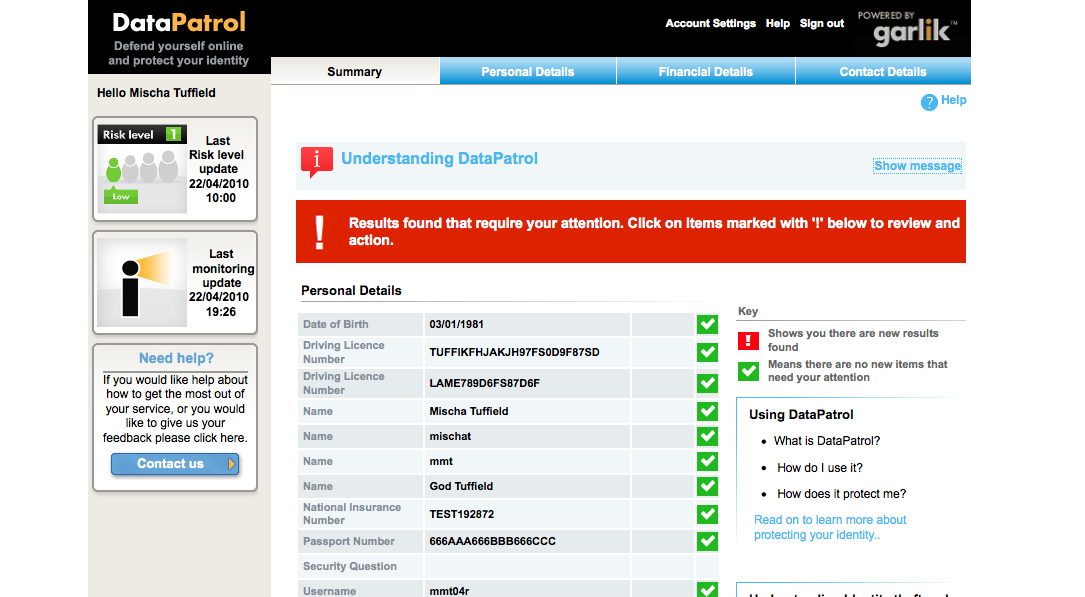 DataPatrol
Defend yourself online
and protect your identity
Account Settings Help Sign out
POWERED BY
garlik™
Summary
Personal Details
Financial Details
Contact Details
Hello Mischa Tuffield
? Help
Risk level 1
Low
Last
Risk level
update
22/04/2010
10:00
Last
monitoring
update
22/04/2010
19:26
Need help?
If you would like help about
how to get the most out of
your service, or you would
like to give us your
feedback please click here.
Contact us
i Understanding DataPatrol
Show message
! Results found that require your attention. Click on items marked with '!' below to review and
action.
Personal Details
Date of Birth 03/01/1981
Driving Licence
Number
TUFFIKFHJAKJH97FS0D9F87SD
Driving Licence
Number
LAME789D6FS87D6F
Name Mischa Tuffield
Name mischat
Name mmt
Name God Tuffield
National Insurance
Number
TEST192872
Passport Number 666AAA666BBB666CCC
Security Question
Username mmt04r
Key
! Shows you there are new results
found
Means there are no new items that
need your attention
Using DataPatrol
• What is DataPatrol?
• How do I use it?
• How does it protect me?
Read on to learn more about
protecting your identity..